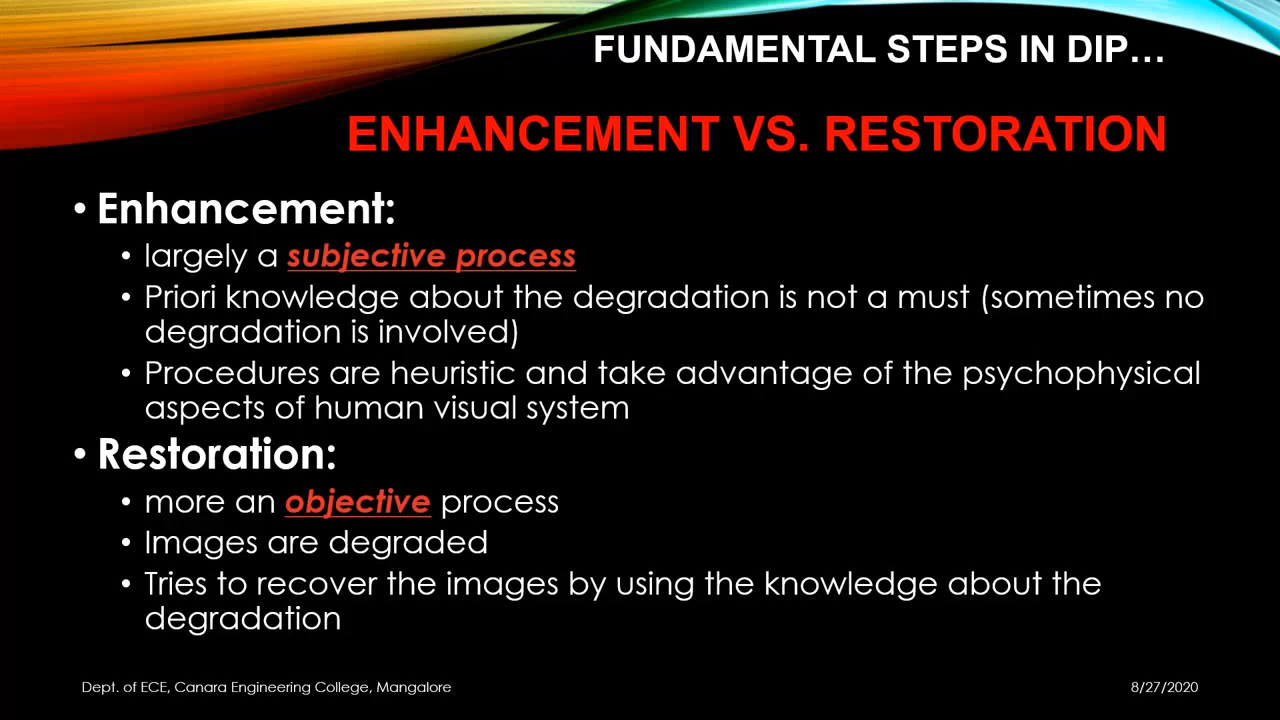 FUNDAMENTAL STEPS IN DIP…
ENHANCEMENT VS. RESTORATION
• Enhancement:
• largely a subjective process
• Priori knowledge about the degradation is not a must (sometimes no
degradation is involved)
• Procedures are heuristic and take advantage of the psychophysical
aspects of human visual system
• Restoration:
• more an objective process
• Images are degraded
• Tries to recover the images by using the knowledge about the
degradation
Dept. of ECE, Canara Engineering College, Mangalore
8/27/2020